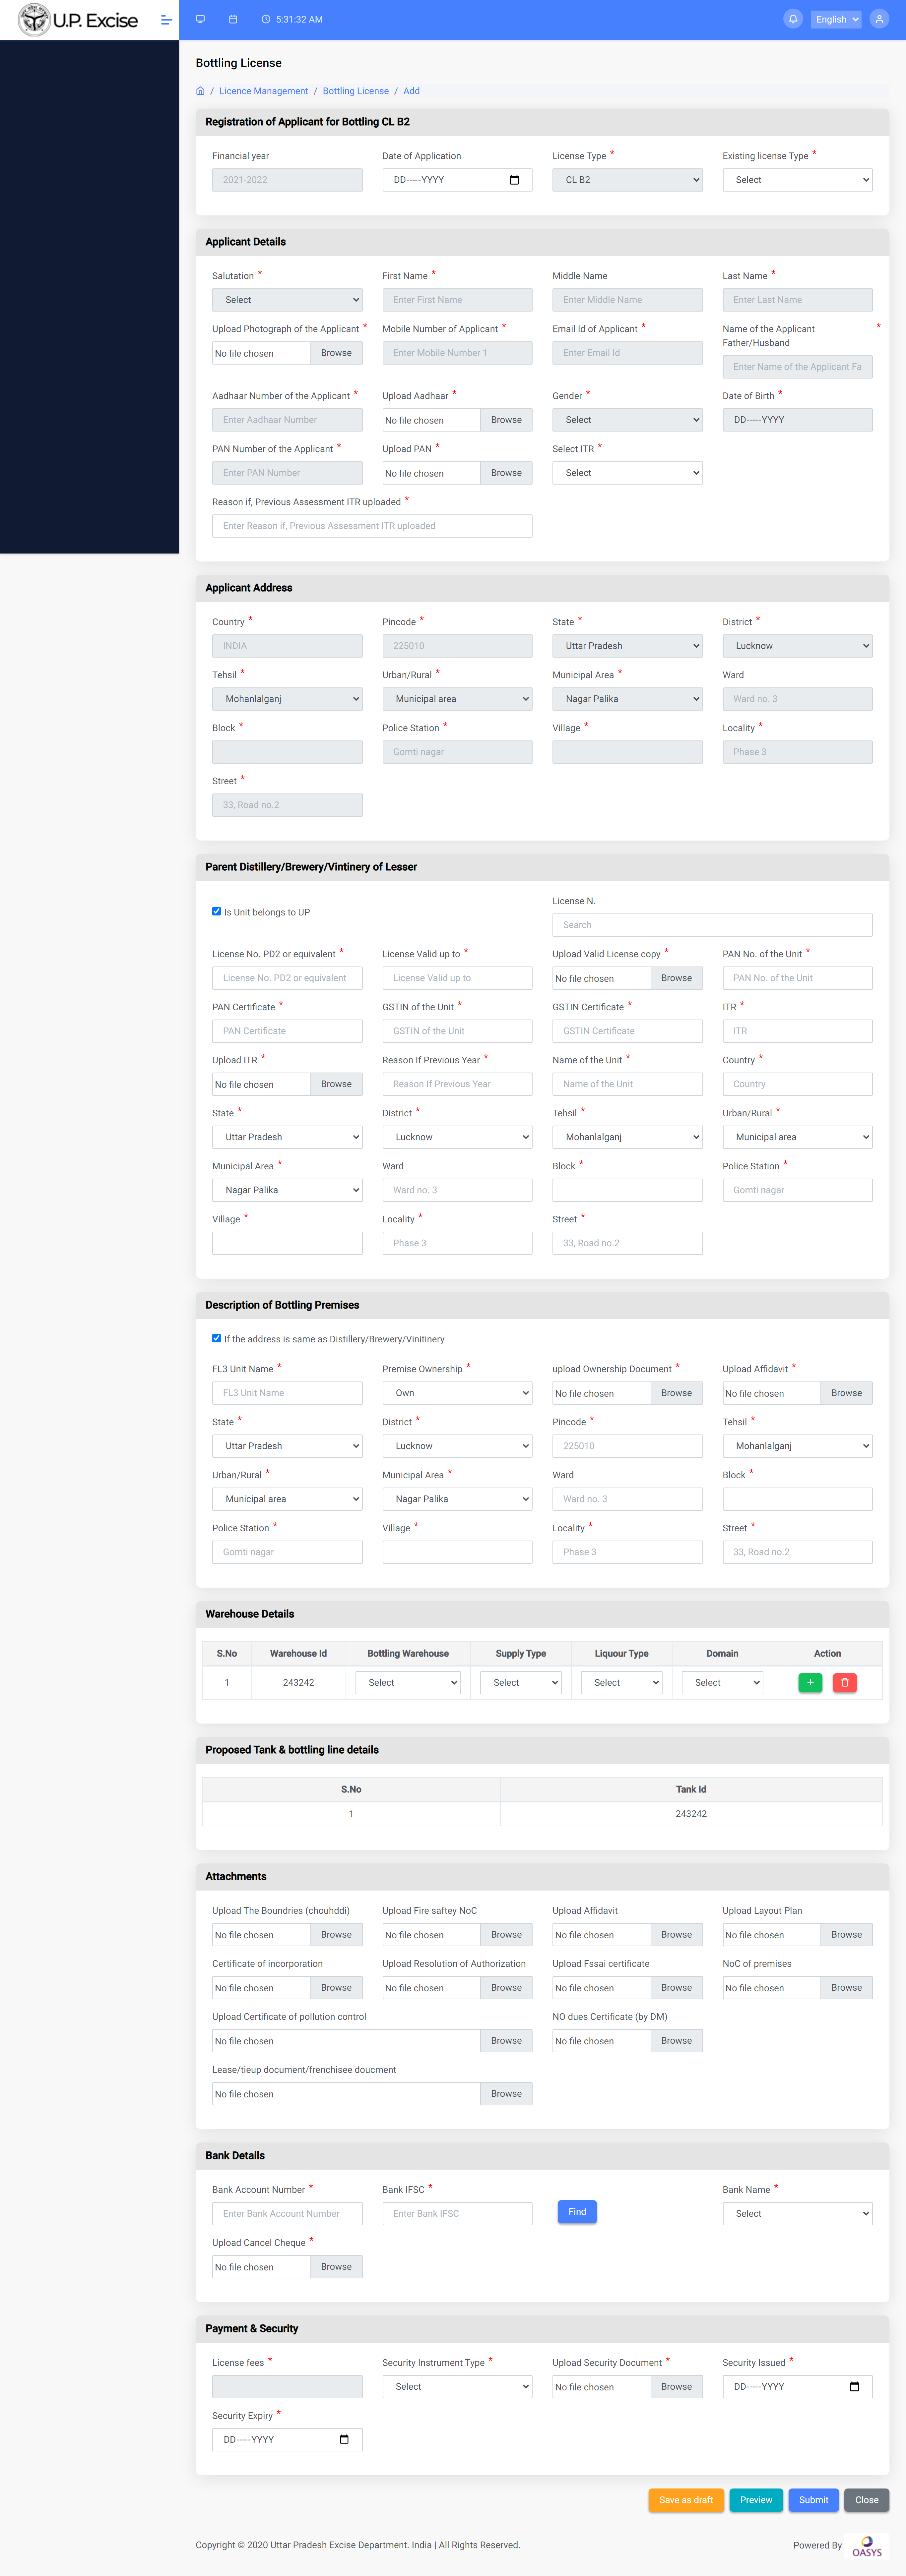 U.P. Excise
5:31:32 AM
English
Bottling License
/ Licence Management / Bottling License / Add
Registration of Applicant for Bottling CL B2
Financial year Date of Application License Type * Existing license Type *
2021-2022 DD-----YYYY CL B2 Select
Applicant Details
Salutation * First Name * Middle Name Last Name *
Select Enter First Name Enter Middle Name Enter Last Name
Upload Photograph of the Applicant * Mobile Number of Applicant * Email Id of Applicant * Name of the Applicant Father/Husband *
No file chosen Browse Enter Mobile Number 1 Enter Email Id Enter Name of the Applicant Fa
Aadhaar Number of the Applicant * Upload Aadhaar * Gender * Date of Birth *
Enter Aadhaar Number No file chosen Browse Select DD-----YYYY
PAN Number of the Applicant * Upload PAN * Select ITR *
Enter PAN Number No file chosen Browse Select
Reason if, Previous Assessment ITR uploaded *
Enter Reason if, Previous Assessment ITR uploaded
Applicant Address
Country * Pincode * State * District *
INDIA 225010 Uttar Pradesh Lucknow
Tehsil * Urban/Rural * Municipal Area * Ward
Mohanlalganj Municipal area Nagar Palika Ward no. 3
Block * Police Station * Village * Locality *
Gomti nagar Phase 3
Street *
33, Road no.2
Parent Distillery/Brewery/Vintinery of Lesser
Is Unit belongs to UP License N.
Search
License No. PD2 or equivalent * License Valid up to * Upload Valid License copy * PAN No. of the Unit *
License No. PD2 or equivalent License Valid up to No file chosen Browse PAN No. of the Unit
PAN Certificate * GSTIN of the Unit * GSTIN Certificate * ITR *
PAN Certificate GSTIN of the Unit GSTIN Certificate ITR
Upload ITR * Reason If Previous Year * Name of the Unit * Country *
No file chosen Browse Reason If Previous Year Name of the Unit Country
State * District * Tehsil * Urban/Rural *
Uttar Pradesh Lucknow Mohanlalganj Municipal area
Municipal Area * Ward Block * Police Station *
Nagar Palika Ward no. 3 Gomti nagar
Village * Locality * Street *
Phase 3 33, Road no.2
Description of Bottling Premises
If the address is same as Distillery/Brewery/Vinitinery
FL3 Unit Name * Premise Ownership * upload Ownership Document * Upload Affidavit *
FL3 Unit Name Own No file chosen Browse No file chosen Browse
State * District * Pincode * Tehsil *
Uttar Pradesh Lucknow 225010 Mohanlalganj
Urban/Rural * Municipal Area * Ward Block *
Municipal area Nagar Palika Ward no. 3
Police Station * Village * Locality * Street *
Gomti nagar Phase 3 33, Road no.2
Warehouse Details
S.No Warehouse Id Bottling Warehouse Supply Type Liquour Type Domain Action
1 243242 Select Select Select Select +
Proposed Tank & bottling line details
S.No Tank Id
1 243242
Attachments
Upload The Boundries (chouhddi) Upload Fire saftey NoC Upload Affidavit Upload Layout Plan
No file chosen Browse No file chosen Browse No file chosen Browse No file chosen Browse
Certificate of incorporation Upload Resolution of Authorization Upload Fssai certificate NoC of premises
No file chosen Browse No file chosen Browse No file chosen Browse No file chosen Browse
Upload Certificate of pollution control NO dues Certificate (by DM)
No file chosen Browse No file chosen Browse
Lease/tieup document/frenchisee doucment
No file chosen Browse
Bank Details
Bank Account Number * Bank IFSC * Bank Name *
Enter Bank Account Number Enter Bank IFSC Find Select
Upload Cancel Cheque *
No file chosen Browse
Payment & Security
License fees * Security Instrument Type * Upload Security Document * Security Issued *
Select No file chosen Browse DD-----YYYY
Security Expiry *
DD-----YYYY
Save as draft Preview Submit Close
Copyright © 2020 Uttar Pradesh Excise Department. India | All Rights Reserved. Powered By OASYS